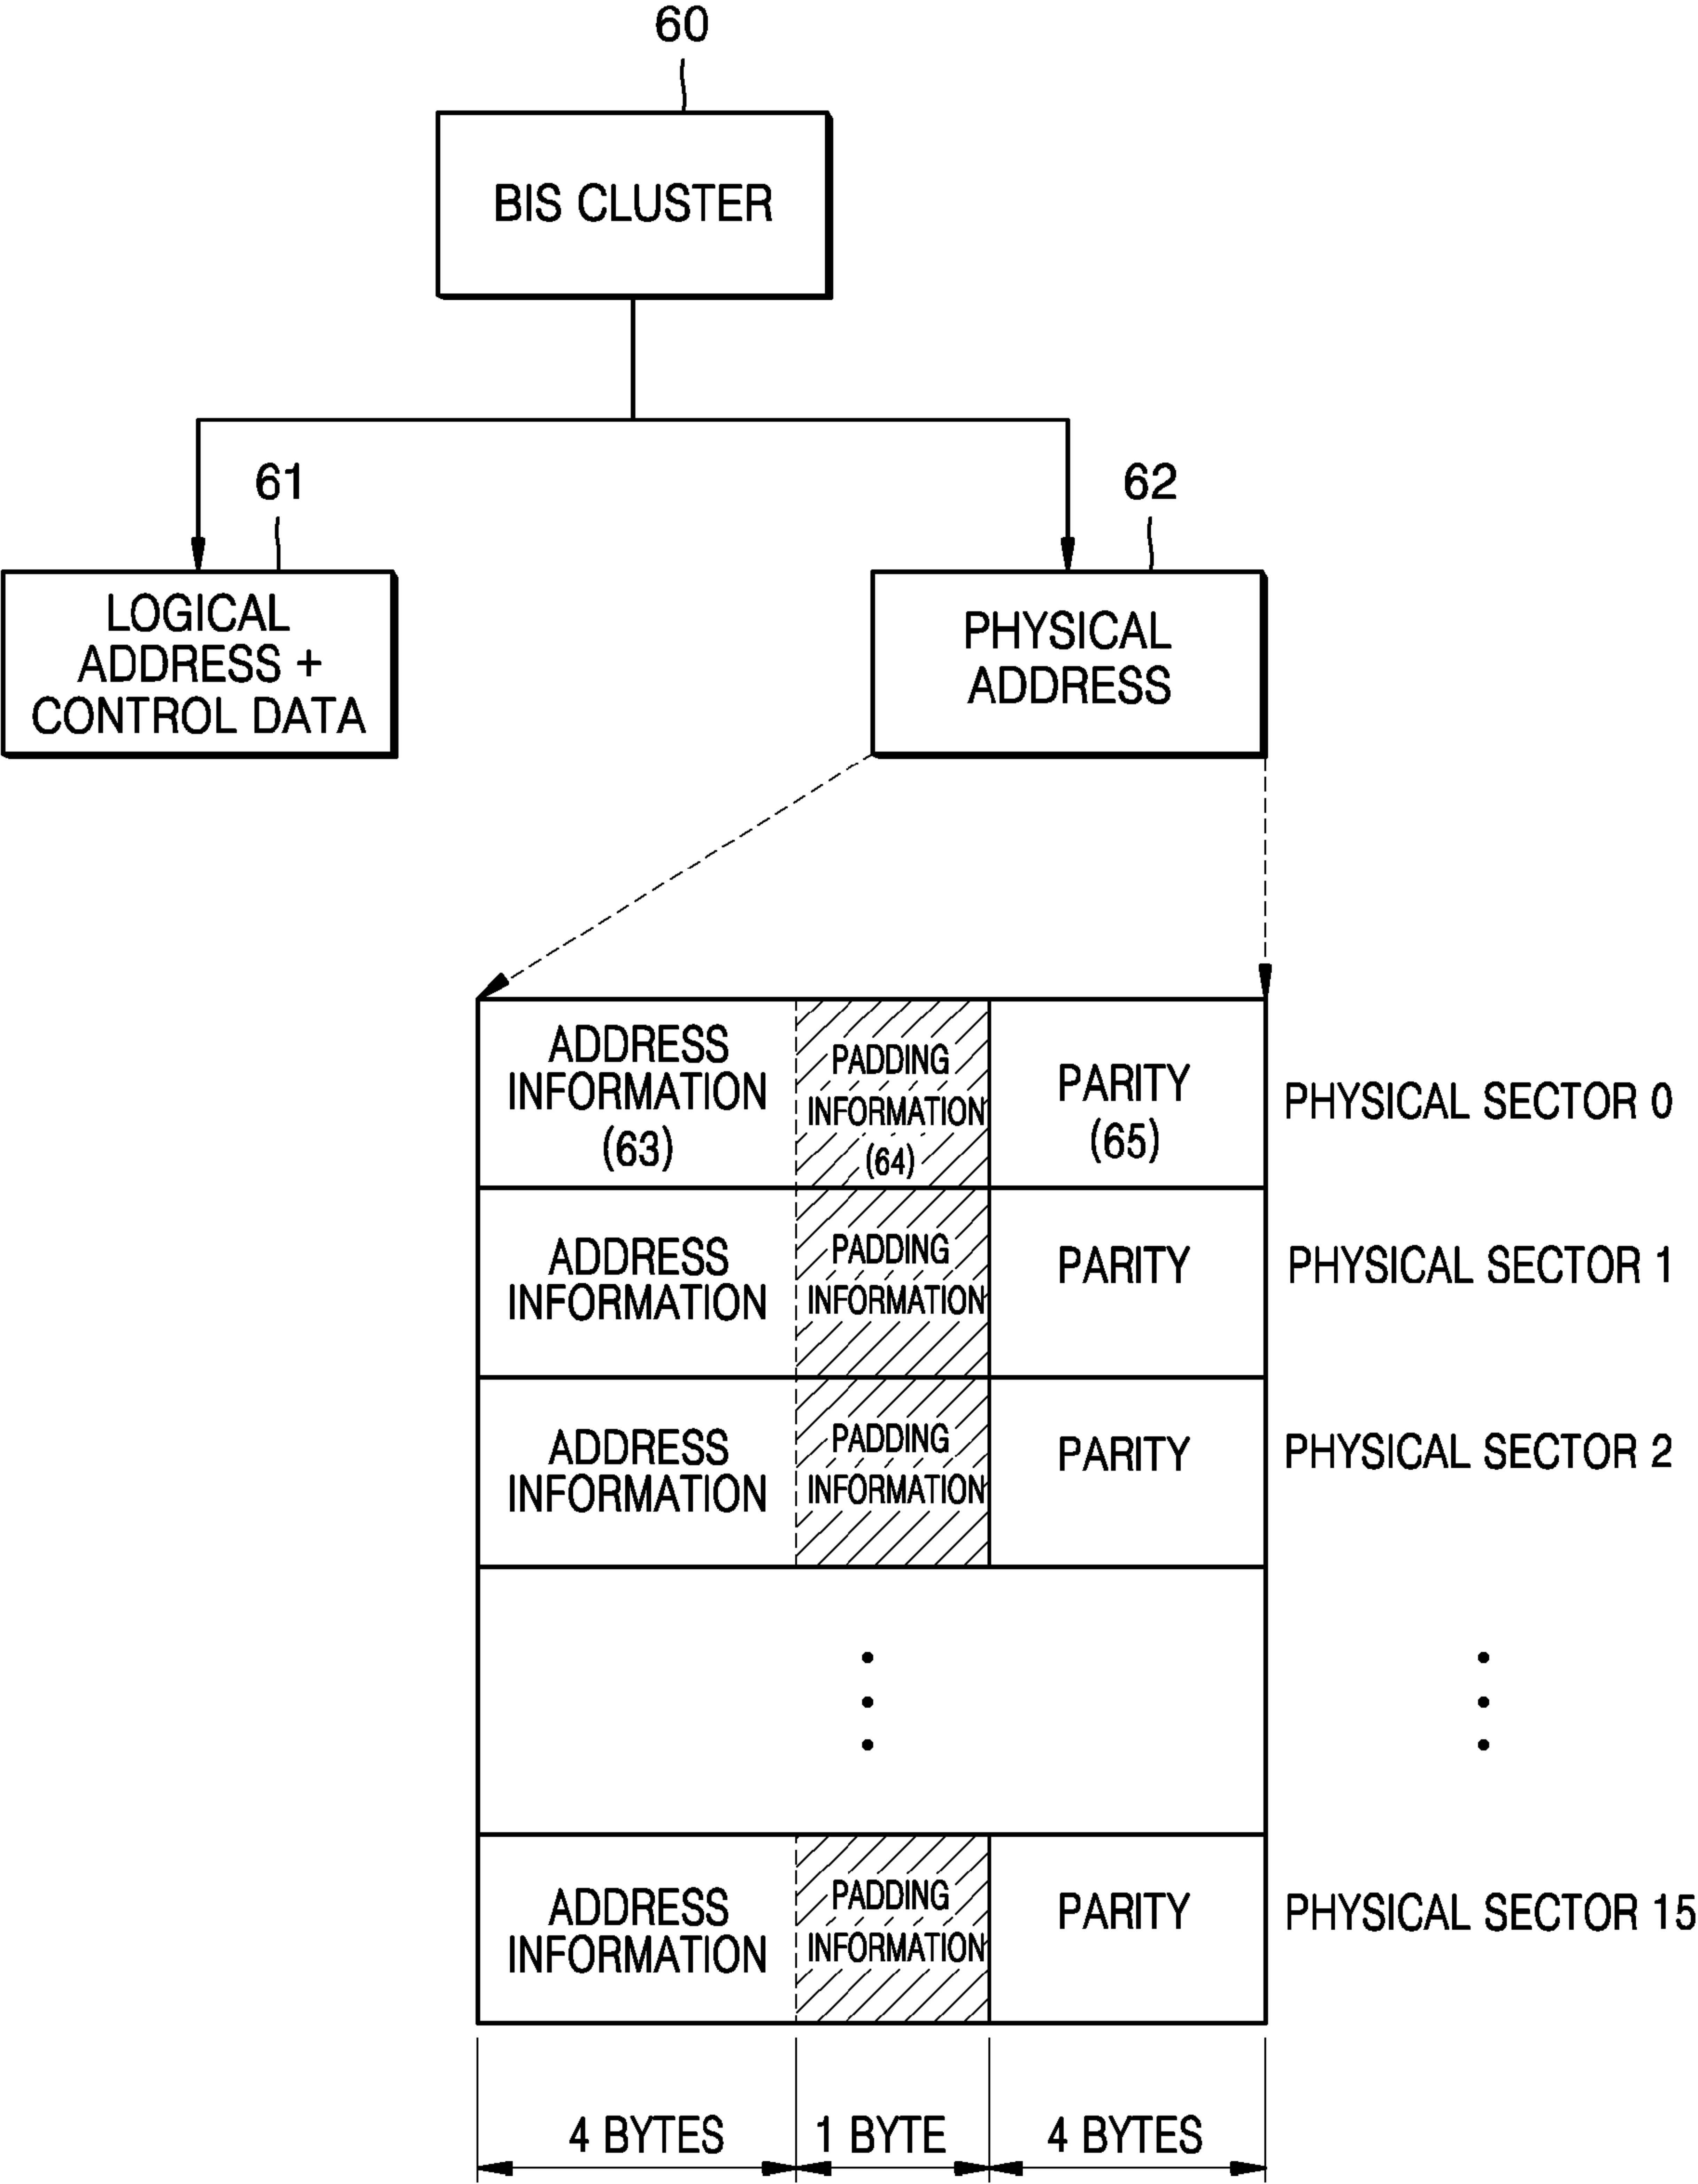 60
BIS CLUSTER
61
62
LOGICAL
ADDRESS +
CONTROL DATA
PHYSICAL
ADDRESS
ADDRESS
INFORMATION
(63)
PADDING
INFORMATION
(64)
PARITY
(65)
PHYSICAL SECTOR 0
ADDRESS
INFORMATION
PADDING
INFORMATION
PARITY
PHYSICAL SECTOR 1
ADDRESS
INFORMATION
PADDING
INFORMATION
PARITY
PHYSICAL SECTOR 2
ADDRESS
INFORMATION
PADDING
INFORMATION
PARITY
PHYSICAL SECTOR 15
4 BYTES
1 BYTE
4 BYTES